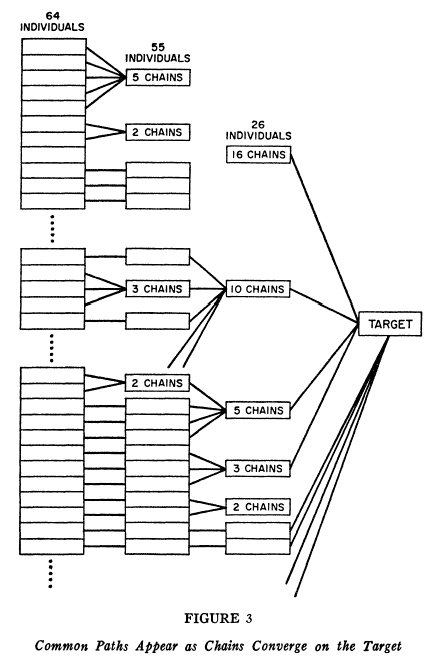 64
INDIVIDUALS
55
INDIVIDUALS
5 CHAINS
2 CHAINS
26
INDIVIDUALS
16 CHAINS
3 CHAINS
10 CHAINS
TARGET
2 CHAINS
5 CHAINS
3 CHAINS
2 CHAINS
FIGURE 3
Common Paths Appear as Chains Converge on the Target